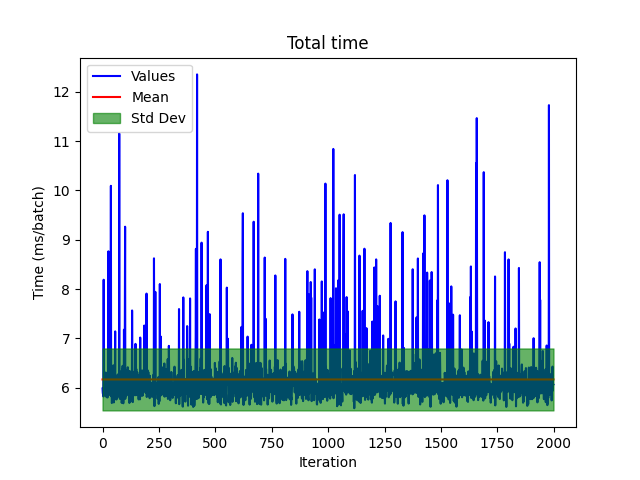 Total time
Values
Mean
Std Dev
Time (ms/batch)
12
11
10
9
8
7
6
0 250 500 750 1000 1250 1500 1750 2000
Iteration